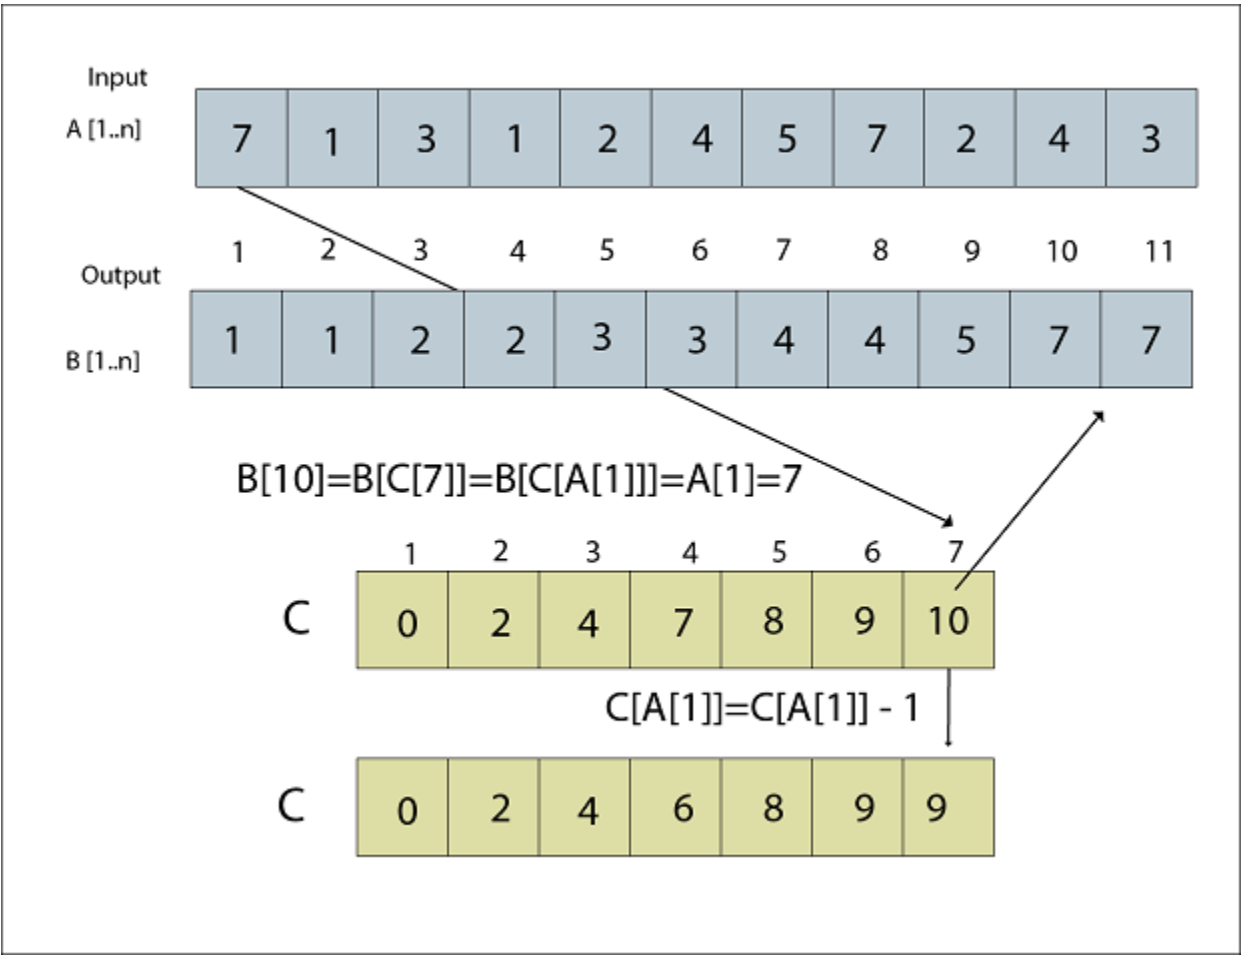 Input
A [1..n]
7 1 3 1 2 4 5 7 2 4 3
1 2 3 4 5 6 7 8 9 10 11
Output
B [1..n]
1 1 2 2 3 3 4 4 5 7 7
B[10]=B[C[7]]=B[C[A[1]]]=A[1]=7
1 2 3 4 5 6 7
C 0 2 4 7 8 9 10
C[A[1]]=C[A[1]] - 1
C 0 2 4 6 8 9 9